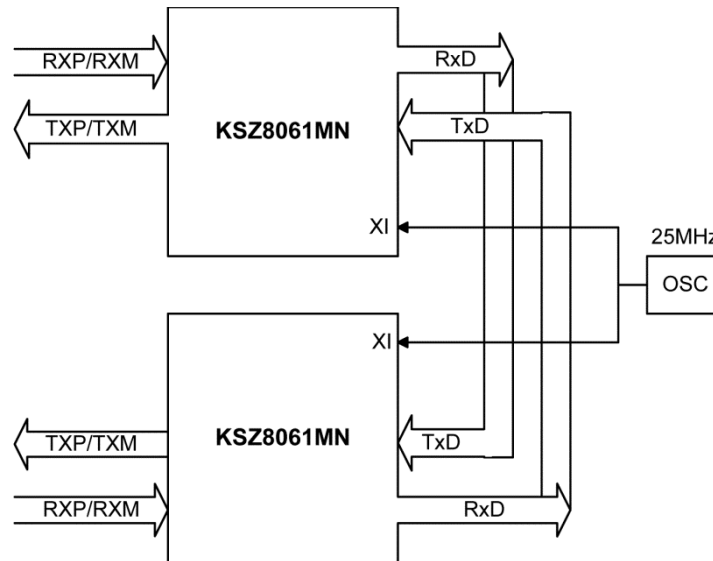 RXP/RXM
RxD
TXP/TXM
KSZ8061MN
TxD
XI
25MHz
OSC
XI
TXP/TXM
KSZ8061MN
TxD
RXP/RXM
RxD